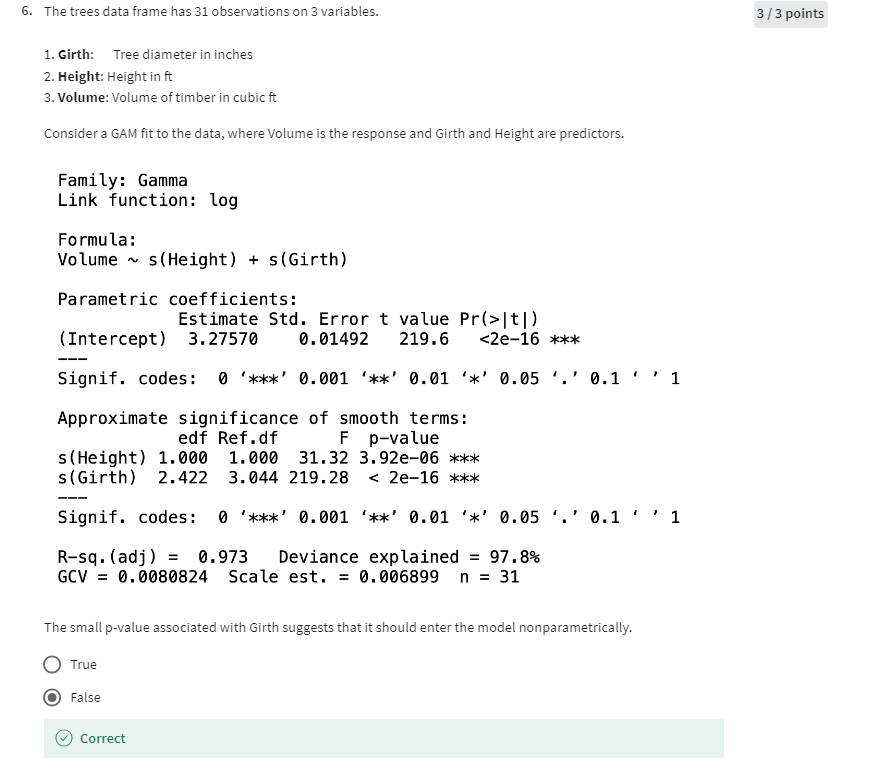 6. The trees data frame has 31 observations on 3 variables.
3 / 3 points
1. Girth: Tree diameter in inches
2. Height: Height in ft
3. Volume: Volume of timber in cubic ft
Consider a GAM fit to the data, where Volume is the response and Girth and Height are predictors.
Family: Gamma
Link function: log
Formula:
Volume ~ s(Height) + s(Girth)
Parametric coefficients:
Estimate Std. Error t value Pr(>|t|)
(Intercept) 3.27570 0.01492 219.6 <2e-16 ***
---
Signif. codes: 0 ‘***’ 0.001 ‘**’ 0.01 ‘*’ 0.05 ‘.’ 0.1 ‘ ’ 1
Approximate significance of smooth terms:
edf Ref.df F p-value
s(Height) 1.000 1.000 31.32 3.92e-06 ***
s(Girth) 2.422 3.044 219.28 < 2e-16 ***
---
Signif. codes: 0 ‘***’ 0.001 ‘**’ 0.01 ‘*’ 0.05 ‘.’ 0.1 ‘ ’ 1
R-sq.(adj) = 0.973 Deviance explained = 97.8%
GCV = 0.0080824 Scale est. = 0.006899 n = 31
The small p-value associated with Girth suggests that it should enter the model nonparametrically.
True
False
Correct